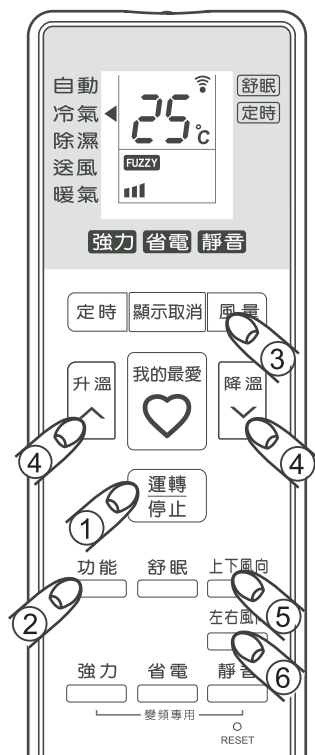 自動
冷氣
除濕
送風
暖氣
25℃
FUZZY
舒眠
定時
強力 省電 靜音
定時 顯示取消 風量
③
升溫 我的最愛 降溫
④ ④
運轉
停止
①
功能 舒眠 上下風向
② ⑤
左右風向
強力 省電 靜音
⑥
變頻專用
RESET